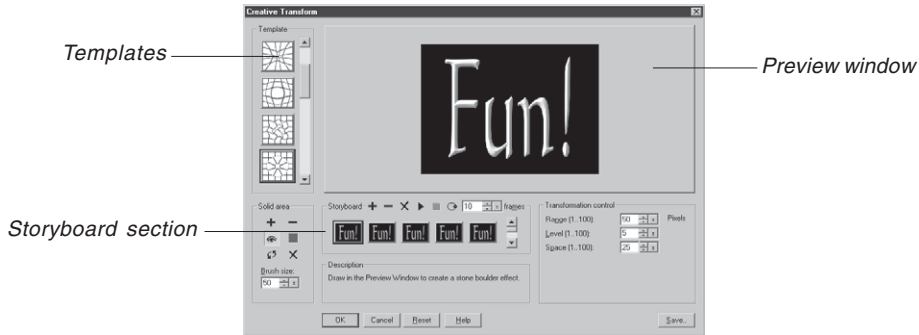 Creative Transform
Template
Templates
Preview window
Fun!
Solid area
Storyboard
10 frames
Storyboard section
Fun! Fun! Fun! Fun! Fun!
Brush size:
50
Description
Draw in the Preview Window to create a stone boulder effect.
Transformation control
Range (1..100): 50 Pixels
Level (1..100): 5
Space (1..100): 25
OK Cancel Reset Help Save..